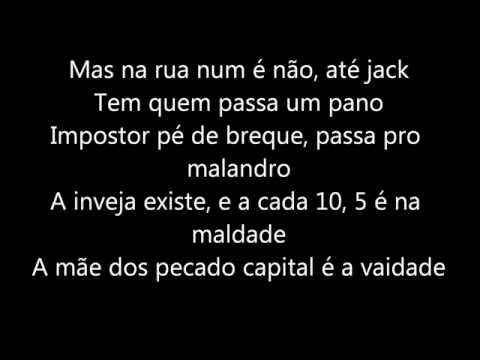 Mas na rua num é não, até jack
Tem quem passa um pano
Impostor pé de breque, passa pro
malandro
A inveja existe, e a cada 10, 5 é na
maldade
A mãe dos pecado capital é a vaidade